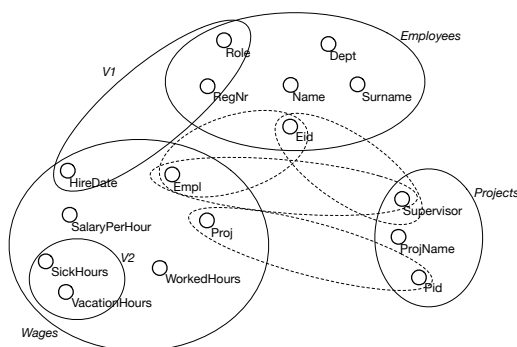 Employees
Role
Dept
V1
RegNr
Name
Surname
Eid
HireDate
Empl
Projects
Supervisor
SalaryPerHour
Proj
ProjName
V2
SickHours
WorkedHours
Pid
VacationHours
Wages